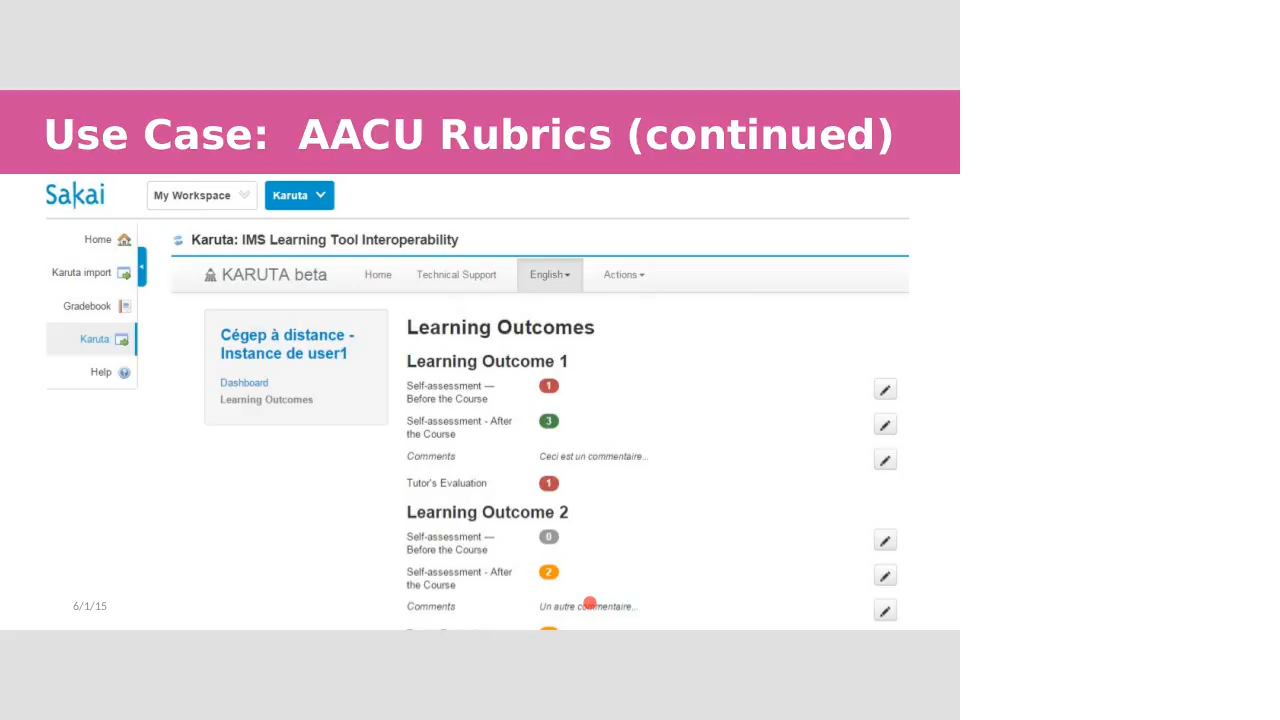 Use Case:  AACU Rubrics (continued)
Sakai
My Workspace
Karuta
Home
Karuta import
Gradebook
Karuta
Help
Karuta: IMS Learning Tool Interoperability
KARUTA beta
Home
Technical Support
English
Actions
Cégep à distance -
Instance de user1
Dashboard
Learning Outcomes
Learning Outcomes
Learning Outcome 1
Self-assessment —
Before the Course
1
Self-assessment - After
the Course
3
Comments
Ceci est un commentaire...
Tutor's Evaluation
1
Learning Outcome 2
Self-assessment —
Before the Course
0
Self-assessment - After
the Course
2
Comments
Un autre commentaire...
6/1/15